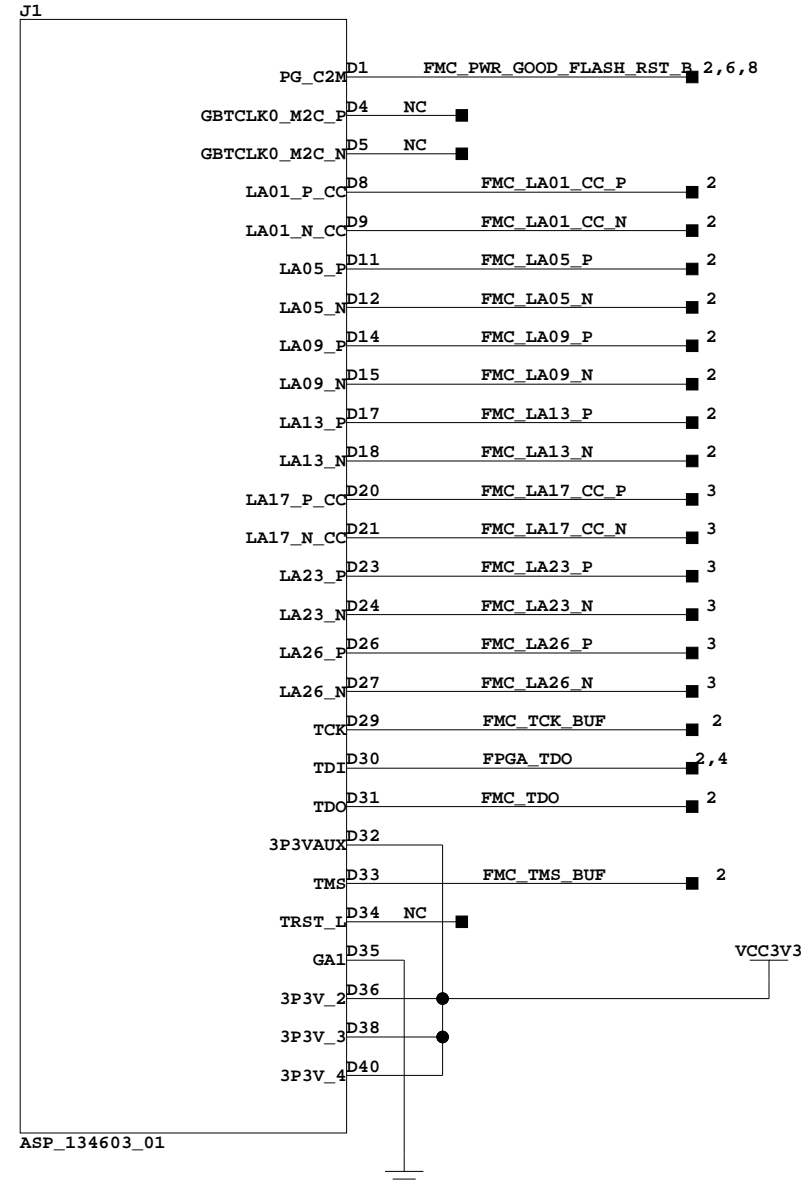 J1
PG_C2M D1 FMC_PWR_GOOD_FLASH_RST_B 2,6,8
GBTCLK0_M2C_P D4 NC
GBTCLK0_M2C_N D5 NC
LA01_P_CC D8 FMC_LA01_CC_P 2
LA01_N_CC D9 FMC_LA01_CC_N 2
LA05_P D11 FMC_LA05_P 2
LA05_N D12 FMC_LA05_N 2
LA09_P D14 FMC_LA09_P 2
LA09_N D15 FMC_LA09_N 2
LA13_P D17 FMC_LA13_P 2
LA13_N D18 FMC_LA13_N 2
LA17_P_CC D20 FMC_LA17_CC_P 3
LA17_N_CC D21 FMC_LA17_CC_N 3
LA23_P D23 FMC_LA23_P 3
LA23_N D24 FMC_LA23_N 3
LA26_P D26 FMC_LA26_P 3
LA26_N D27 FMC_LA26_N 3
TCK D29 FMC_TCK_BUF 2
TDI D30 FPGA_TDO 2,4
TDO D31 FMC_TDO 2
3P3VAUX D32
TMS D33 FMC_TMS_BUF 2
TRST_L D34 NC
GA1 D35
VCC3V3
3P3V_2 D36
3P3V_3 D38
3P3V_4 D40
ASP_134603_01